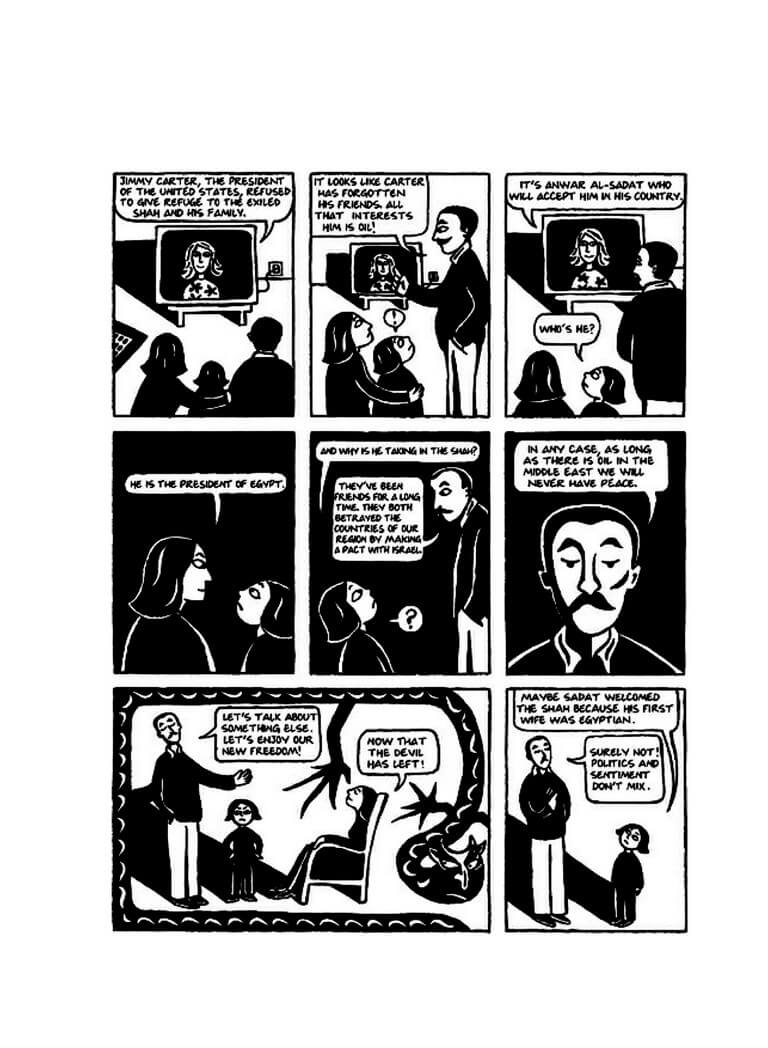 JIMMY CARTER, THE PRESIDENT
OF THE UNITED STATES, REFUSED
TO GIVE REFUGE TO THE EXILED
SHAH AND HIS FAMILY.
IT LOOKS LIKE CARTER
HAS FORGOTTEN
HIS FRIENDS. ALL
THAT INTERESTS
HIM IS OIL!
!
IT'S ANWAR AL-SADAT WHO
WILL ACCEPT HIM IN HIS COUNTRY.
WHO'S HE?
HE IS THE PRESIDENT OF EGYPT.
AND WHY IS HE TAKING IN THE SHAH?
THEY'VE BEEN
FRIENDS FOR A LONG
TIME. THEY BOTH
BETRAYED THE
COUNTRIES OF OUR
REGION BY MAKING
A PACT WITH ISRAEL.
?
IN ANY CASE, AS LONG
AS THERE IS OIL IN THE
MIDDLE EAST WE WILL
NEVER HAVE PEACE.
LET'S TALK ABOUT
SOMETHING ELSE.
LET'S ENJOY OUR
NEW FREEDOM!
NOW THAT
THE DEVIL
HAS LEFT!
MAYBE SADAT WELCOMED
THE SHAH BECAUSE HIS FIRST
WIFE WAS EGYPTIAN.
SURELY NOT!
POLITICS AND
SENTIMENT
DON'T MIX.